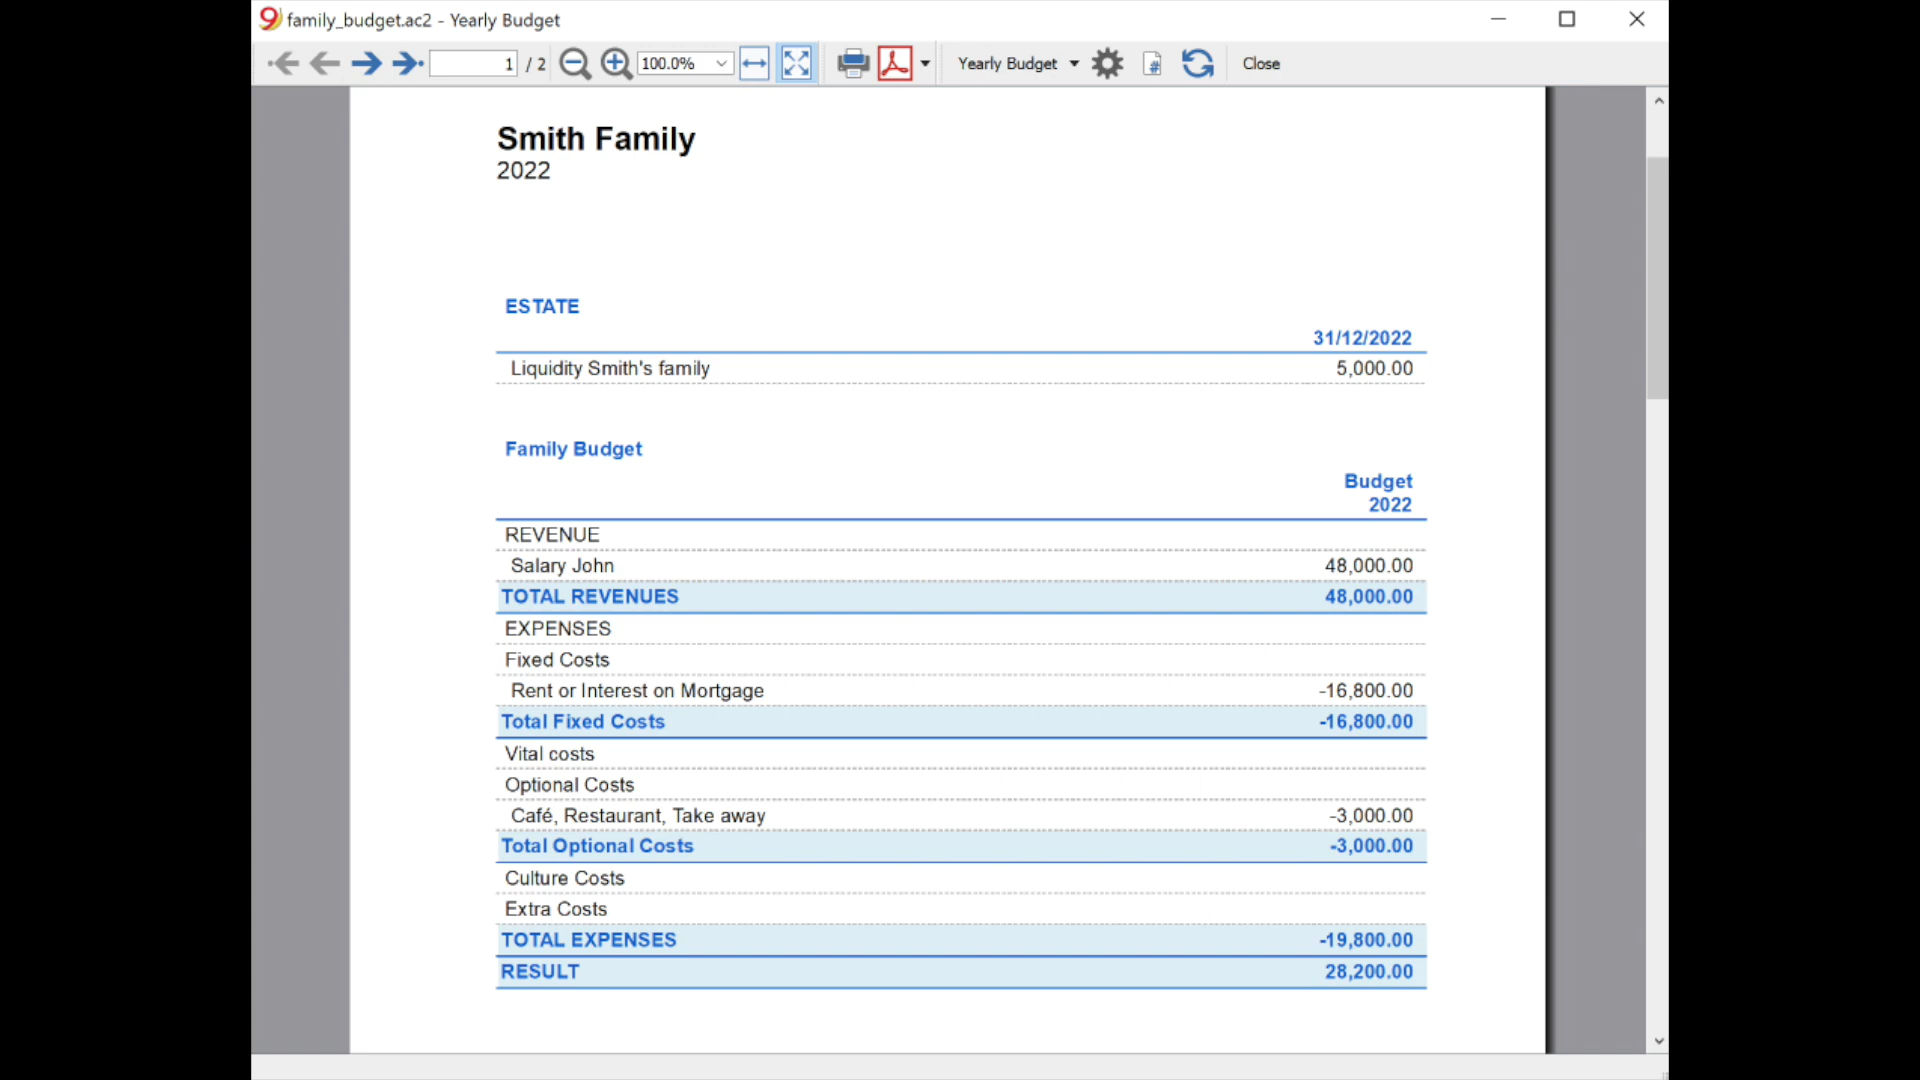 family_budget.ac2 - Yearly Budget
1 / 2 100.0% Yearly Budget Close
Smith Family
2022
ESTATE
31/12/2022
Liquidity Smith's family 5,000.00
Family Budget
Budget
2022
REVENUE
Salary John 48,000.00
TOTAL REVENUES 48,000.00
EXPENSES
Fixed Costs
Rent or Interest on Mortgage -16,800.00
Total Fixed Costs -16,800.00
Vital costs
Optional Costs
Café, Restaurant, Take away -3,000.00
Total Optional Costs -3,000.00
Culture Costs
Extra Costs
TOTAL EXPENSES -19,800.00
RESULT 28,200.00